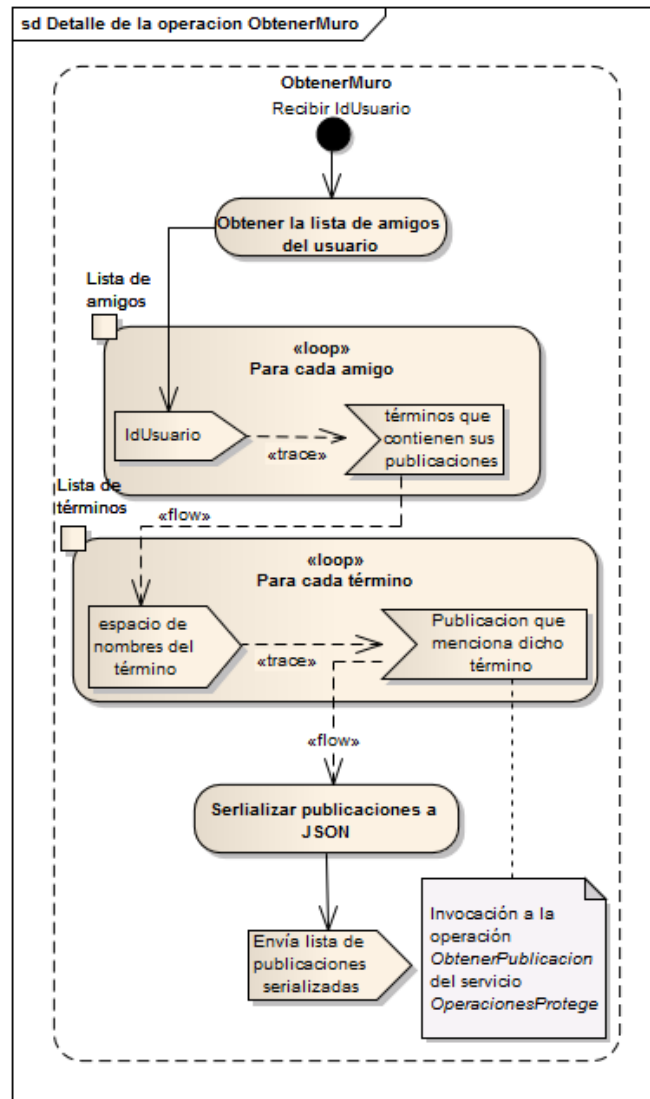 sd Detalle de la operacion ObtenerMuro
ObtenerMuro
Recibir IdUsuario
Obtener la lista de amigos
del usuario
Lista de
amigos
«loop»
Para cada amigo
IdUsuario
«trace»
términos que
contienen sus
publicaciones
Lista de
términos
«flow»
«loop»
Para cada término
espacio de
nombres del
término
«trace»
Publicacion que
menciona dicho
término
«flow»
Serlializar publicaciones a
JSON
Envía lista de
publicaciones
serializadas
Invocación a la
operación
ObtenerPublicacion
del servicio
OperacionesProtege